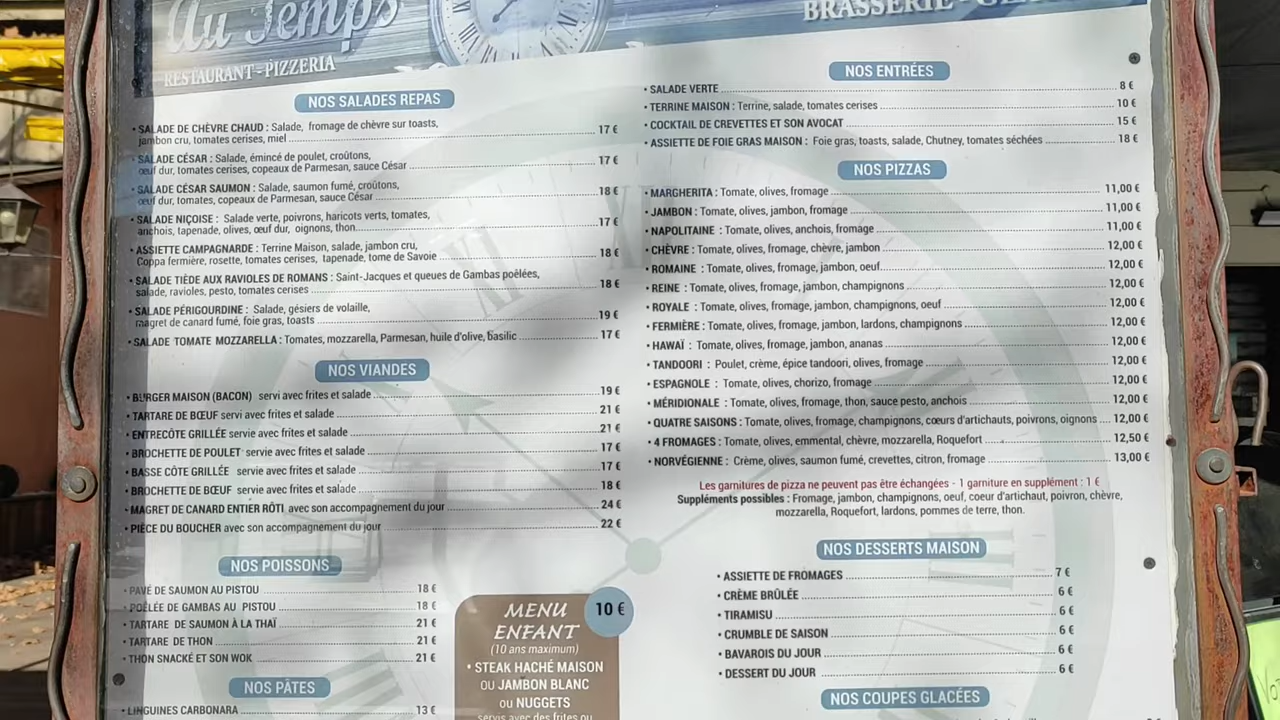 Au Temps
RESTAURANT - PIZZERIA
BRASSERIE -
NOS SALADES REPAS
• SALADE DE CHÈVRE CHAUD : Salade, fromage de chèvre sur toasts,
jambon cru, tomates cerises, miel 17 €
• SALADE CÉSAR : Salade, émincé de poulet, croûtons,
œuf dur, tomates cerises, copeaux de Parmesan, sauce César 17 €
• SALADE CÉSAR SAUMON : Salade, saumon fumé, croûtons,
œuf dur, tomates, copeaux de Parmesan, sauce César 18 €
• SALADE NIÇOISE : Salade verte, poivrons, haricots verts, tomates,
anchois, tapenade, olives, œuf dur, oignons, thon 17 €
• ASSIETTE CAMPAGNARDE : Terrine Maison, salade, jambon cru,
Coppa fermière, rosette, tomates cerises, tapenade, tome de Savoie 18 €
• SALADE TIÈDE AUX RAVIOLES DE ROMANS : Saint-Jacques et queues de Gambas poêlées,
salade, ravioles, pesto, tomates cerises 18 €
• SALADE PÉRIGOURDINE : Salade, gésiers de volaille,
magret de canard fumé, foie gras, toasts 19 €
• SALADE TOMATE MOZZARELLA : Tomates, mozzarella, Parmesan, huile d'olive, basilic 17 €
NOS VIANDES
• BURGER MAISON (BACON) servi avec frites et salade 19 €
• TARTARE DE BŒUF servi avec frites et salade 21 €
• ENTRECÔTE GRILLÉE servie avec frites et salade 21 €
• BROCHETTE DE POULET servie avec frites et salade 17 €
• BASSE CÔTE GRILLÉE servie avec frites et salade 17 €
• BROCHETTE DE BŒUF servie avec frites et salade 18 €
• MAGRET DE CANARD ENTIER RÔTI avec son accompagnement du jour 24 €
• PIÈCE DU BOUCHER avec son accompagnement du jour 22 €
NOS POISSONS
• PAVÉ DE SAUMON AU PISTOU 18 €
• POÊLÉE DE GAMBAS AU PISTOU 18 €
• TARTARE DE SAUMON À LA THAÏ 21 €
• TARTARE DE THON 21 €
• THON SNACKÉ ET SON WOK 21 €
NOS PÂTES
• LINGUINES CARBONARA 13 €
MENU
ENFANT
10 €
(10 ans maximum)
• STEAK HACHÉ MAISON
OU JAMBON BLANC
OU NUGGETS
servis avec des frites ou
NOS ENTRÉES
• SALADE VERTE 8 €
• TERRINE MAISON : Terrine, salade, tomates cerises 10 €
• COCKTAIL DE CREVETTES ET SON AVOCAT 15 €
• ASSIETTE DE FOIE GRAS MAISON : Foie gras, toasts, salade, Chutney, tomates séchées 18 €
NOS PIZZAS
• MARGHERITA : Tomate, olives, fromage 11,00 €
• JAMBON : Tomate, olives, jambon, fromage 11,00 €
• NAPOLITAINE : Tomate, olives, anchois, fromage 11,00 €
• CHÈVRE : Tomate, olives, fromage, chèvre, jambon 12,00 €
• ROMAINE : Tomate, olives, fromage, jambon, oeuf 12,00 €
• REINE : Tomate, olives, fromage, jambon, champignons 12,00 €
• ROYALE : Tomate, olives, fromage, jambon, champignons, oeuf 12,00 €
• FERMIÈRE : Tomate, olives, fromage, jambon, lardons, champignons 12,00 €
• HAWAÏ : Tomate, olives, fromage, jambon, ananas 12,00 €
• TANDOORI : Poulet, crème, épice tandoori, olives, fromage 12,00 €
• ESPAGNOLE : Tomate, olives, chorizo, fromage 12,00 €
• MÉRIDIONALE : Tomate, olives, fromage, thon, sauce pesto, anchois 12,00 €
• QUATRE SAISONS : Tomate, olives, fromage, champignons, cœurs d'artichauts, poivrons, oignons 12,00 €
• 4 FROMAGES : Tomate, olives, emmental, chèvre, mozzarella, Roquefort 12,50 €
• NORVÉGIENNE : Crème, olives, saumon fumé, crevettes, citron, fromage 13,00 €
Les garnitures de pizza ne peuvent pas être échangées - 1 garniture en supplément : 1 €
Suppléments possibles : Fromage, jambon, champignons, oeuf, coeur d'artichaut, poivron, chèvre,
mozzarella, Roquefort, lardons, pommes de terre, thon.
NOS DESSERTS MAISON
• ASSIETTE DE FROMAGES 7 €
• CRÈME BRÛLÉE 6 €
• TIRAMISU 6 €
• CRUMBLE DE SAISON 6 €
• BAVAROIS DU JOUR 6 €
• DESSERT DU JOUR 6 €
NOS COUPES GLACÉES